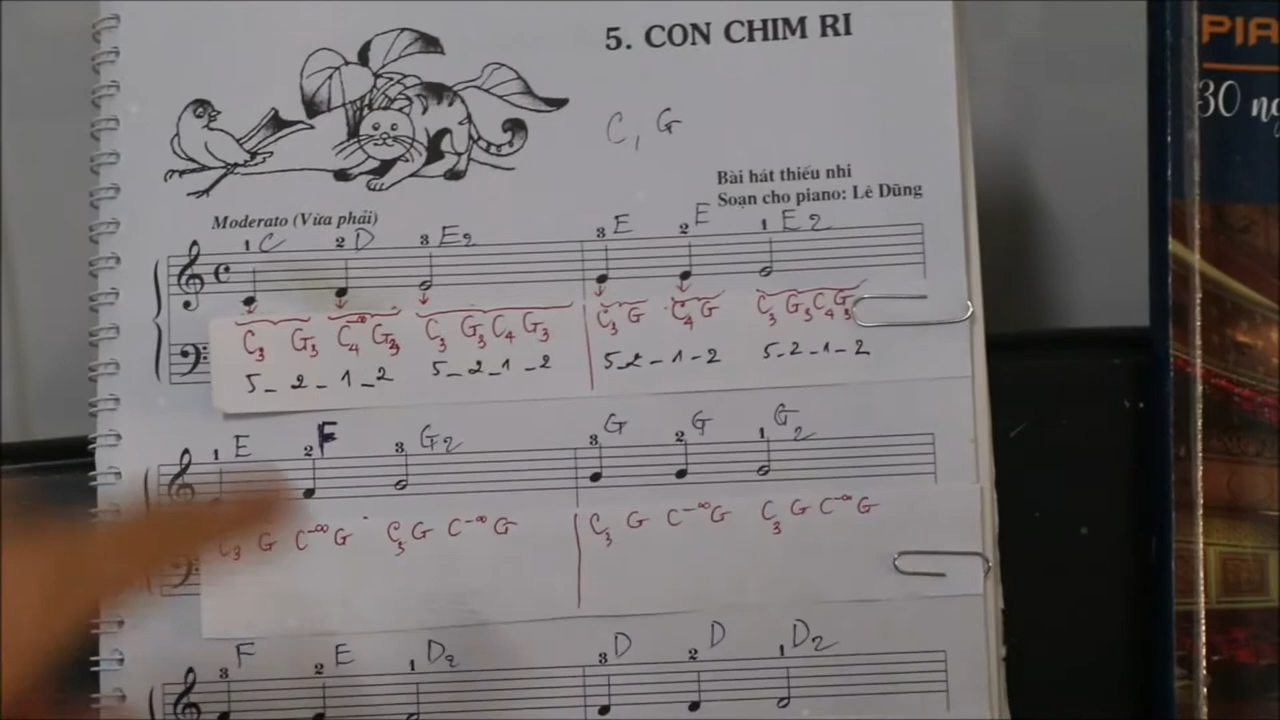 5. CON CHIM RI
C, G
Bài hát thiếu nhi
Soạn cho piano: Lê Dũng
Moderato (Vừa phải)
1 C 2 D 3 E2 3 E 2 E 1 E2
C3 G3 C4 G3 C3 G3 C4 G3 C3 G C4 G C3 G3 C4 G3
5 - 2 - 1 - 2 5 - 2 - 1 - 2 5 - 2 - 1 - 2 5 - 2 - 1 - 2
1 E 2 F 3 G2 3 G 2 G 1 G2
C3 G C G C3 G C G C3 G C G C3 G C G
3 F 2 E 1 D2 3 D 2 D 1 D2
PIA
30